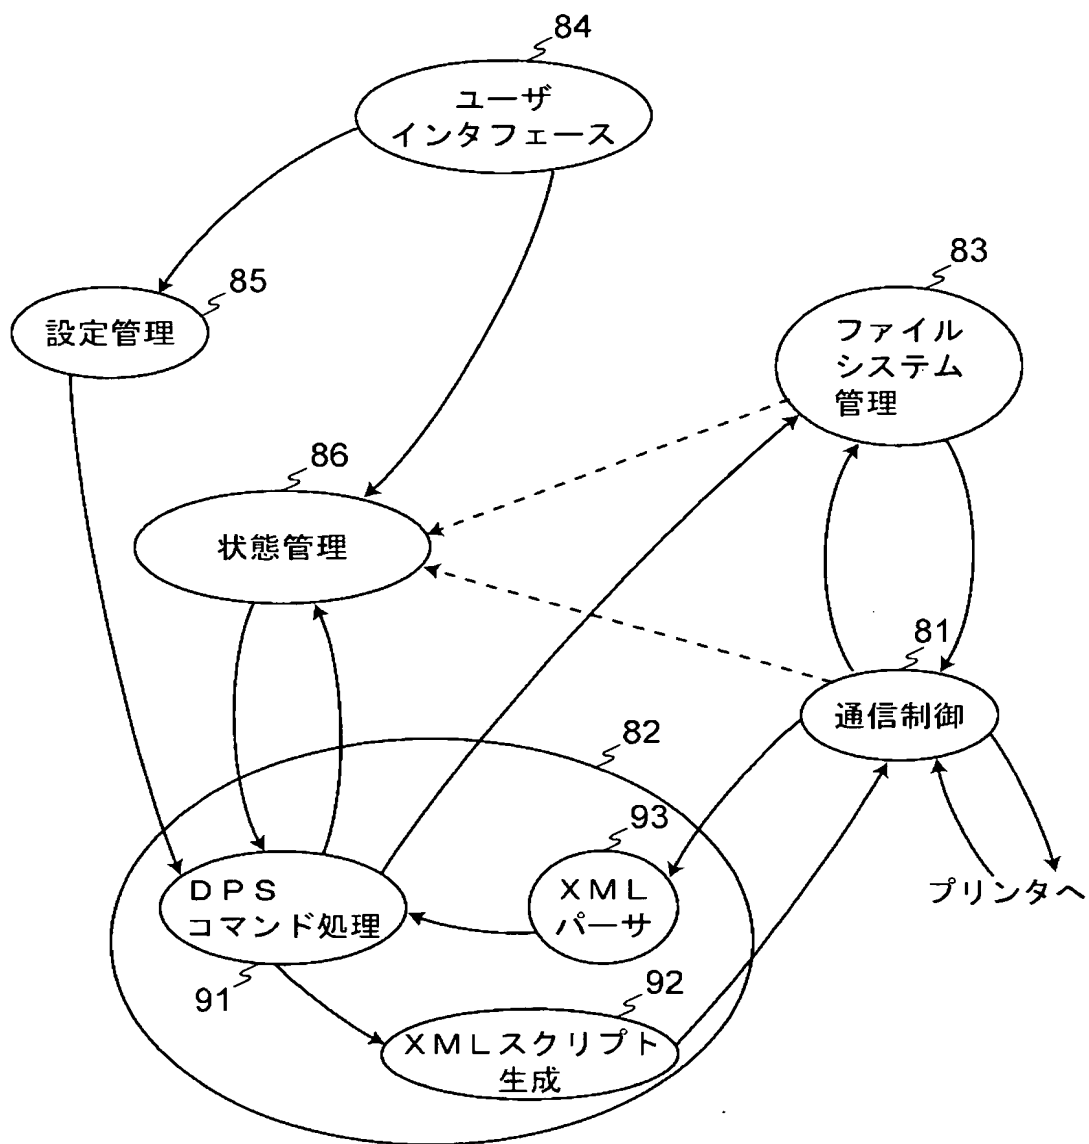 84
ユーザ
インタフェース
83
85
設定管理
ファイル
システム
管理
86
状態管理
81
通信制御
82
93
DPS
コマンド処理
XML
パーサ
プリンタへ
91
92
XMLスクリプト
生成